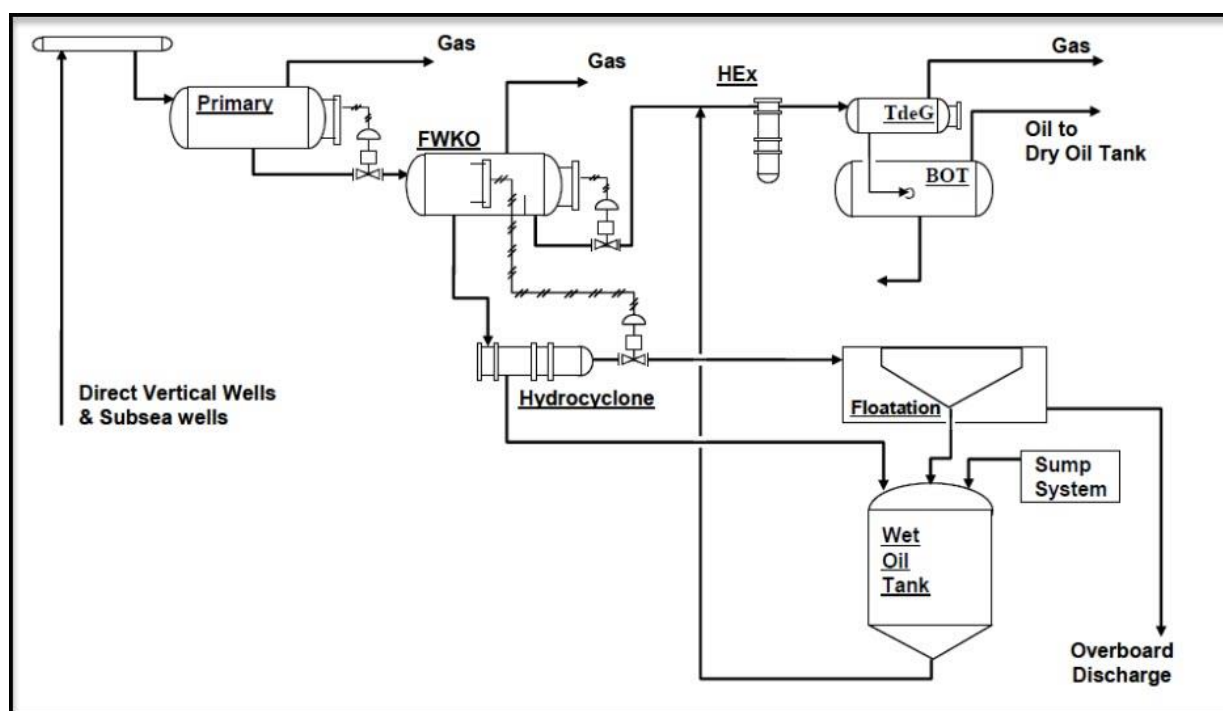 Gas
Primary
Gas
FWKO
HEx
Gas
TdeG
Oil to
Dry Oil Tank
BOT
Direct Vertical Wells
& Subsea wells
Hydrocyclone
Floatation
Sump
System
Wet
Oil
Tank
Overboard
Discharge